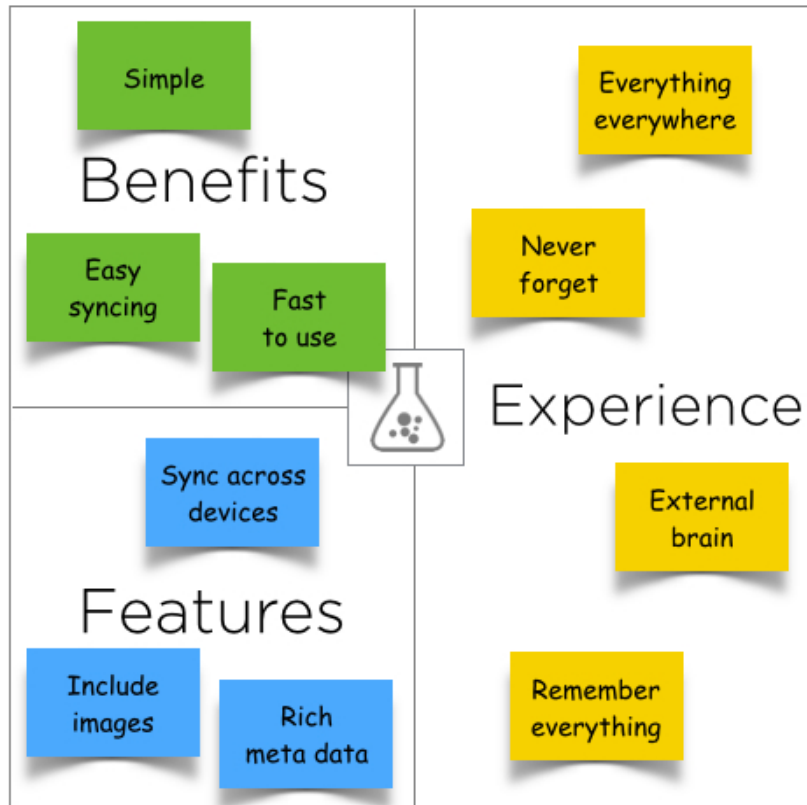 Simple
Benefits
Easy
syncing
Fast
to use
Sync across
devices
Features
Include
images
Rich
meta data
Everything
everywhere
Never
forget
Experience
External
brain
Remember
everything